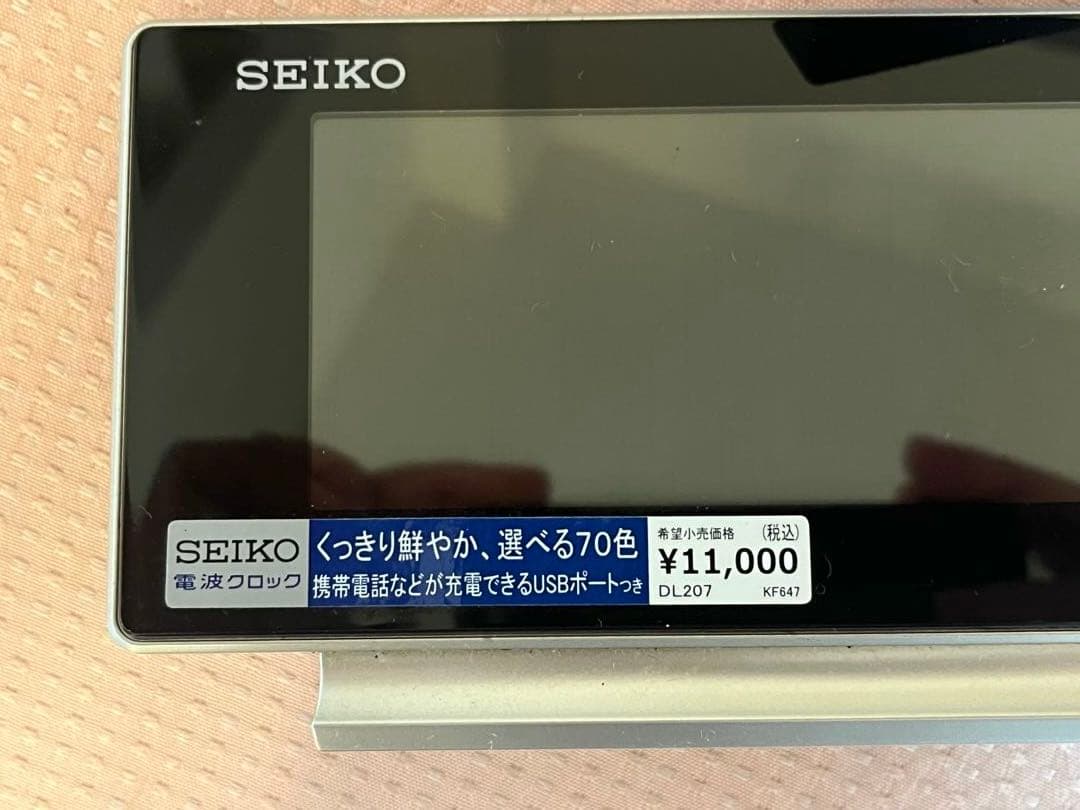 SEIKO
SEIKO
電波クロック
くっきり鮮やか、選べる70色
携帯電話などが充電できるUSBポートつき
希望小売価格 (税込)
¥11,000
DL207 KF647